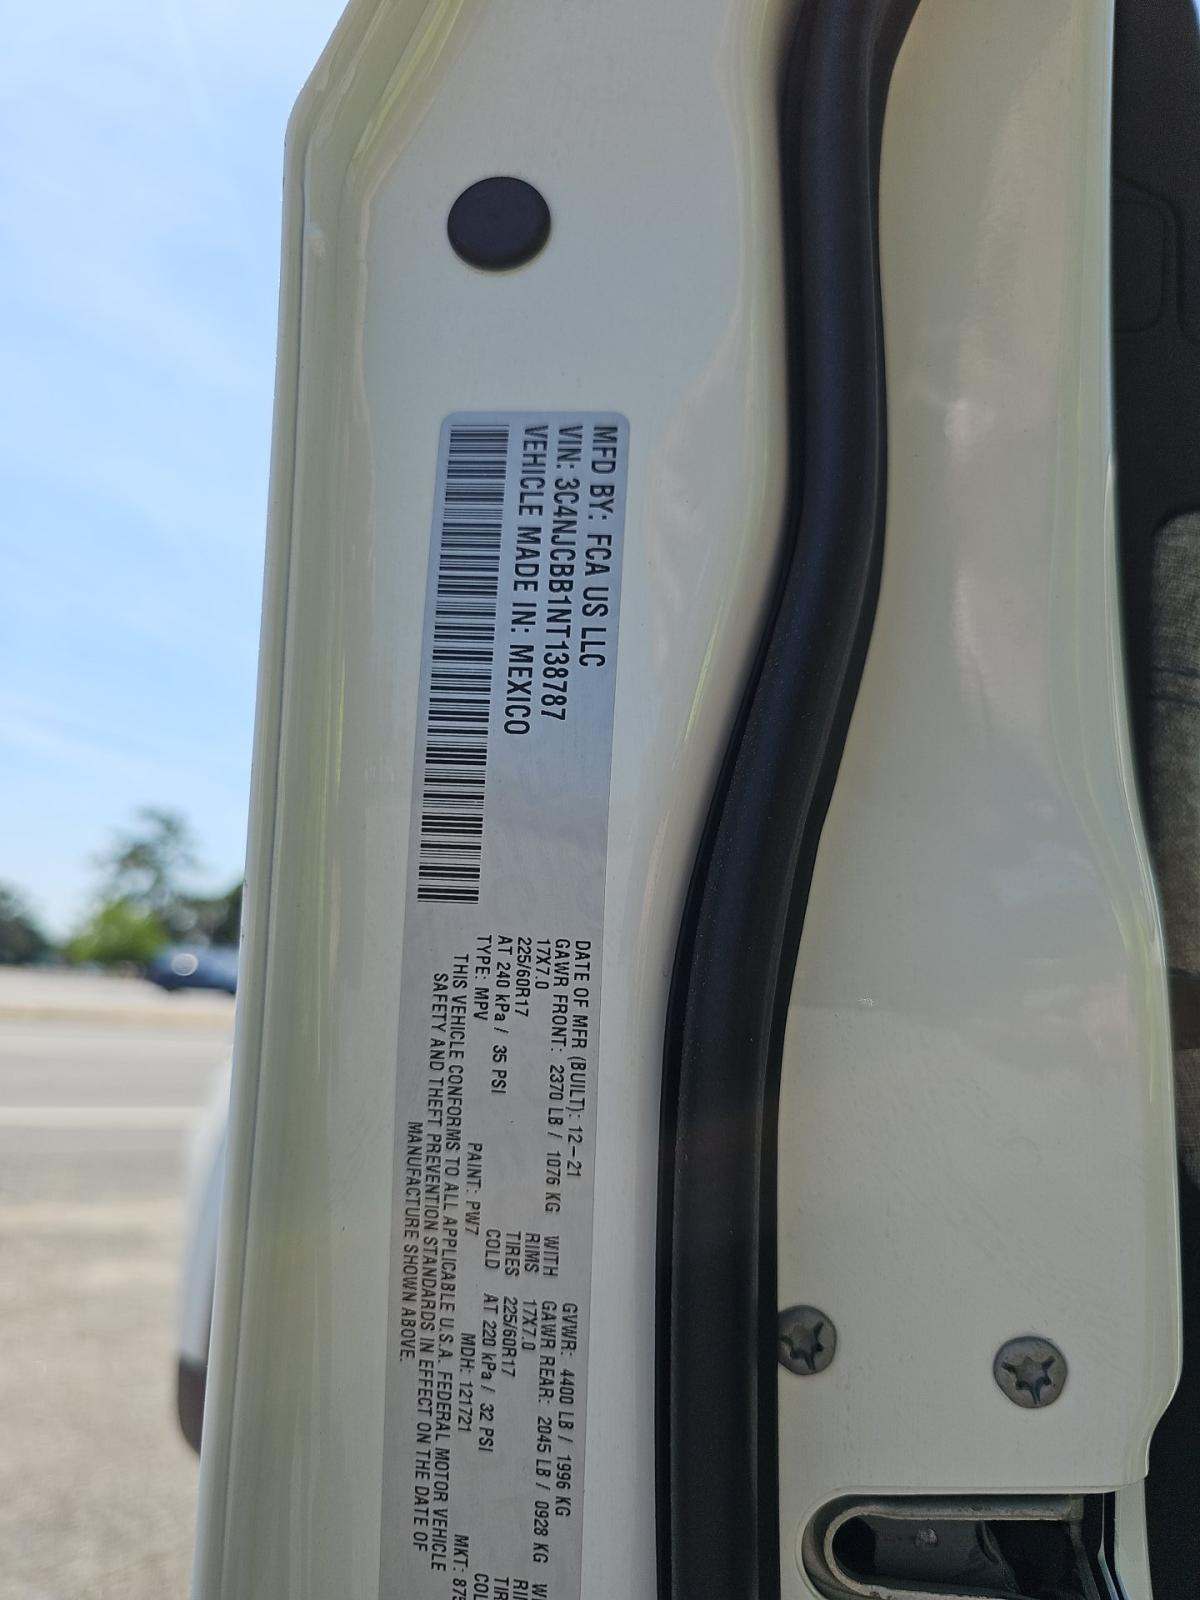 MFD BY: FCA US LLC
VIN: 3C4NJCBB1NT138787
VEHICLE MADE IN: MEXICO
DATE OF MFR (BUILT): 12-21 GVWR: 4400 LB / 1996 KG
GAWR FRONT: 2370 LB / 1076 KG WITH GAWR REAR: 2045 LB / 0928 KG
17X7.0 RIMS 17X7.0
225/60R17 TIRES 225/60R17
AT 240 kPa / 35 PSI COLD AT 220 kPa / 32 PSI
TYPE: MPV PAINT: PW7 MDH: 121721 MKT:
THIS VEHICLE CONFORMS TO ALL APPLICABLE U.S.A. FEDERAL MOTOR VEHICLE
SAFETY AND THEFT PREVENTION STANDARDS IN EFFECT ON THE DATE OF
MANUFACTURE SHOWN ABOVE.